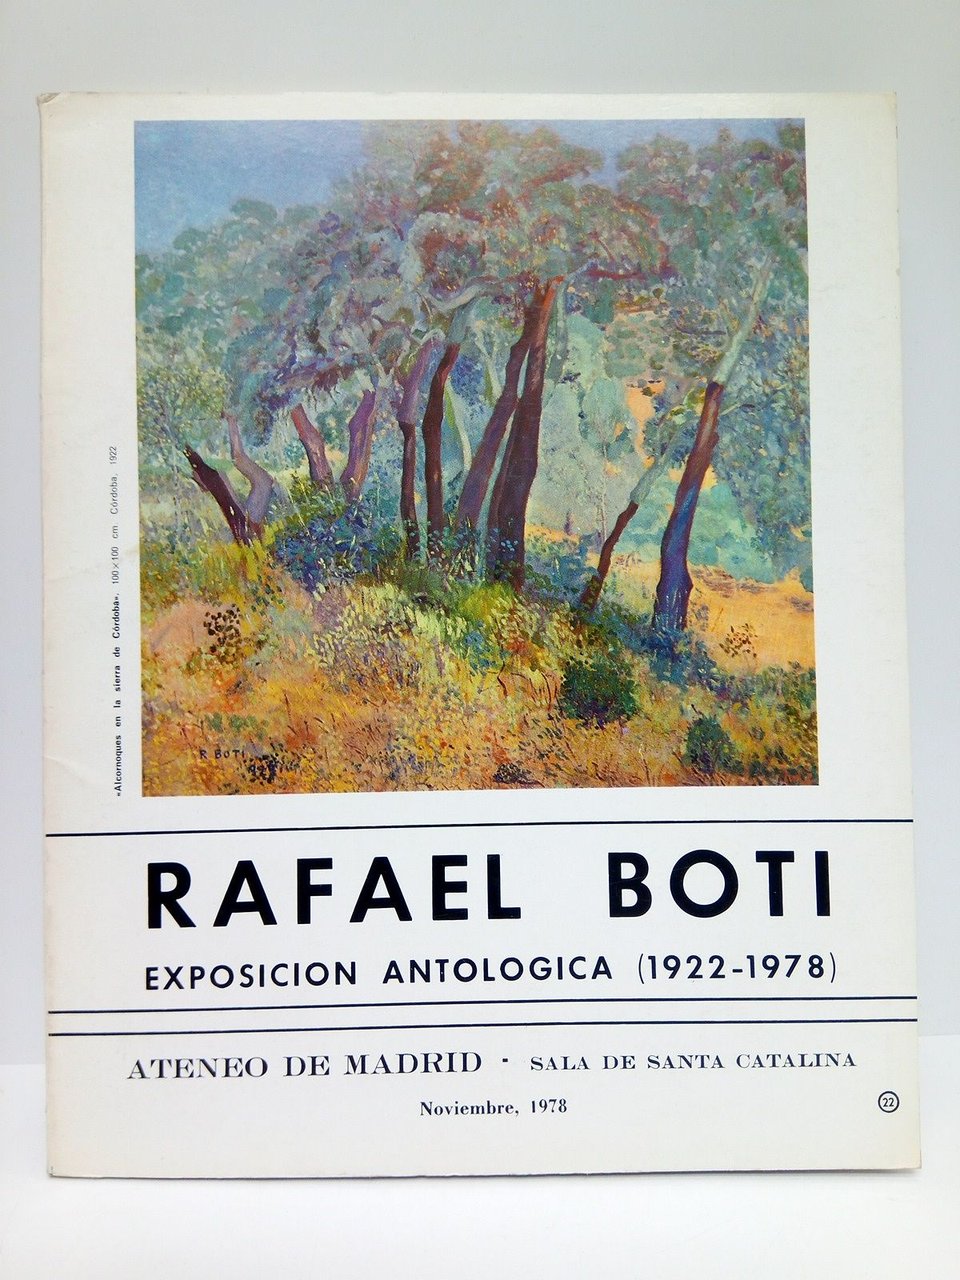 «Alcornoques en la sierra de Córdoba». 100×100 cm Córdoba. 1922
R BOTI
RAFAEL BOTI
EXPOSICION ANTOLOGICA (1922-1978)
ATENEO DE MADRID - SALA DE SANTA CATALINA
Noviembre, 1978
22